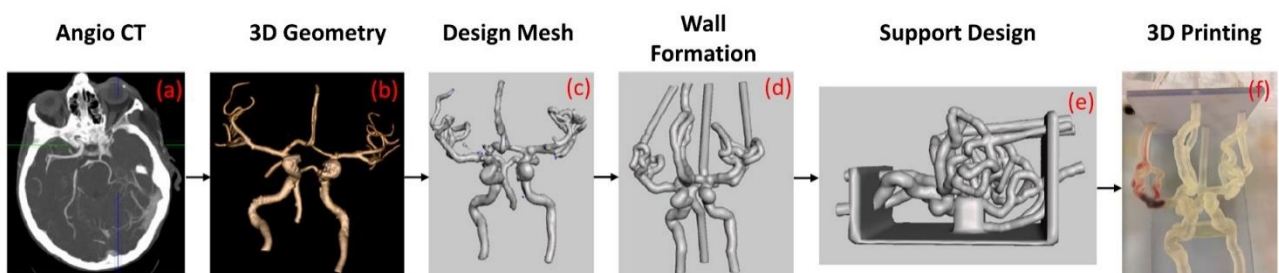 Angio CT
3D Geometry
Design Mesh
Wall
Formation
Support Design
3D Printing
(a)
(b)
(c)
(d)
(e)
(f)